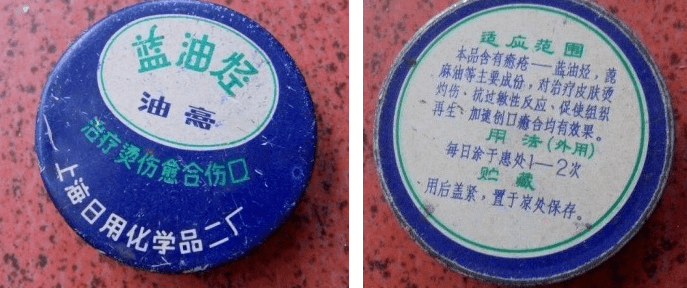 蓝油烃
油膏
治疗烫伤愈合伤口
上海日用化学品二厂
适应范围
本品含有瘉疮一蓝油烃，蓖
麻油等主要成份，对治疗皮肤烫
灼伤、抗过敏性反应、促使组织
再生、加速创口瘉合均有效果。
用法(外用)
每日涂于患处1—2次
贮藏
用后盖紧，置于凉处保存。